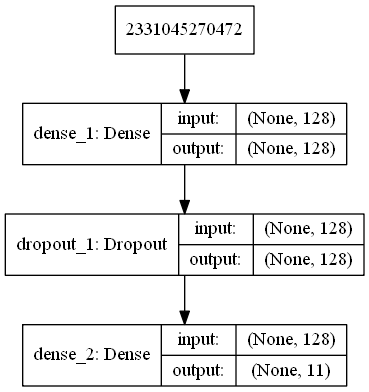 2331045270472
dense_1: Dense
input: (None, 128)
output: (None, 128)
dropout_1: Dropout
input: (None, 128)
output: (None, 128)
dense_2: Dense
input: (None, 128)
output: (None, 11)